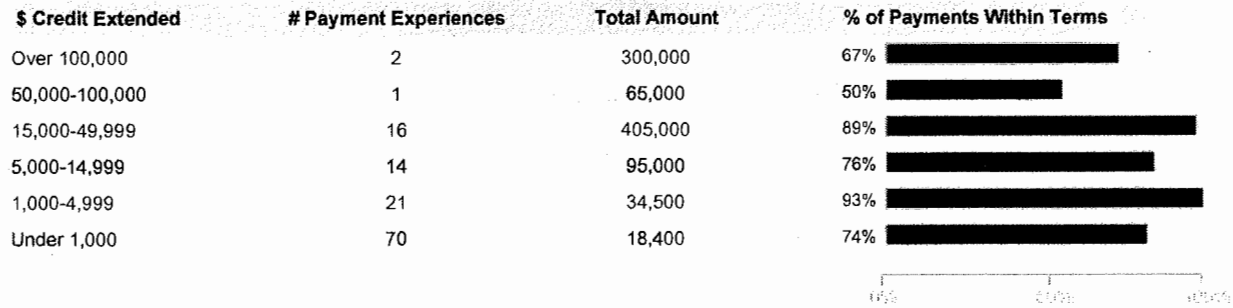 $ Credit Extended # Payment Experiences Total Amount % of Payments Within Terms
Over 100,000 2 300,000 67%
50,000-100,000 1 65,000 50%
15,000-49,999 16 405,000 89%
5,000-14,999 14 95,000 76%
1,000-4,999 21 34,500 93%
Under 1,000 70 18,400 74%